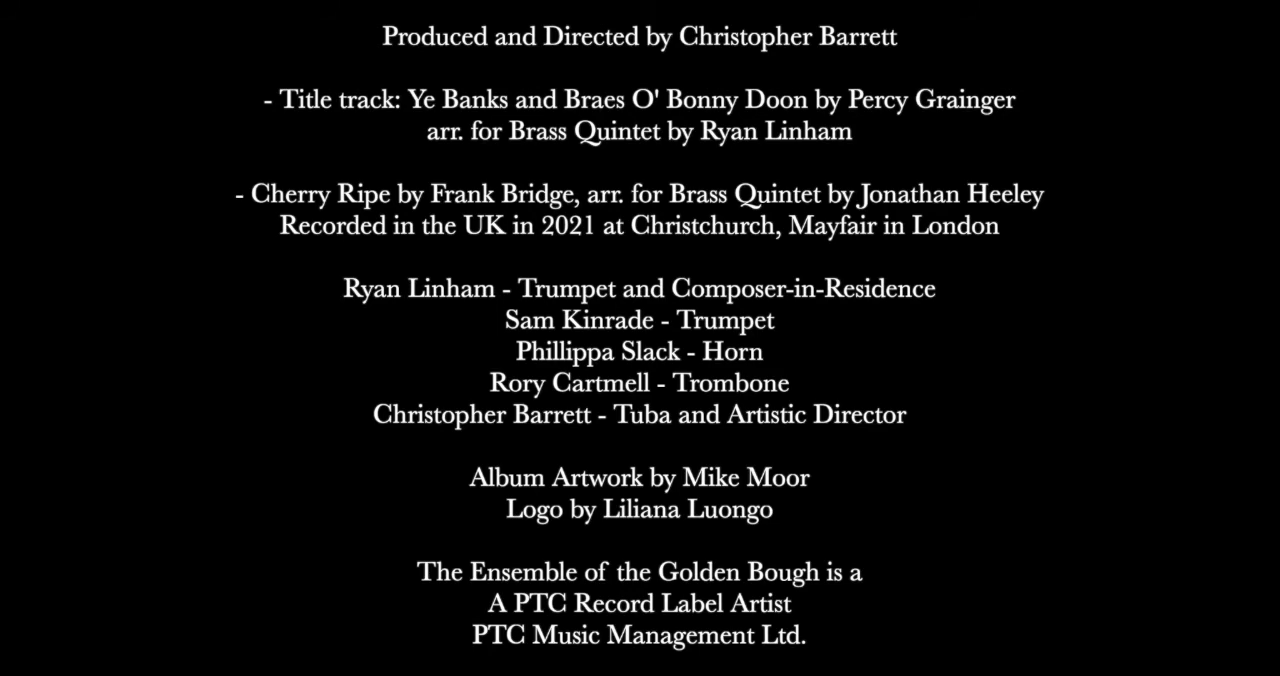 Produced and Directed by Christopher Barrett
- Title track: Ye Banks and Braes O' Bonny Doon by Percy Grainger
arr. for Brass Quintet by Ryan Linham
- Cherry Ripe by Frank Bridge, arr. for Brass Quintet by Jonathan Heeley
Recorded in the UK in 2021 at Christchurch, Mayfair in London
Ryan Linham - Trumpet and Composer-in-Residence
Sam Kinrade - Trumpet
Phillippa Slack - Horn
Rory Cartmell - Trombone
Christopher Barrett - Tuba and Artistic Director
Album Artwork by Mike Moor
Logo by Liliana Luongo
The Ensemble of the Golden Bough is a
A PTC Record Label Artist
PTC Music Management Ltd.